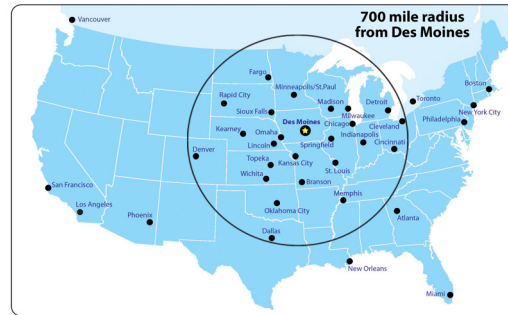 700 mile radius
from Des Moines
Vancouver
Fargo
Minneapolis/St.Paul
Boston
Rapid City
Madison
Detroit
Toronto
Sioux Falls
Milwaukee
New York City
Des Moines
Chicago
Cleveland
Philadelphia
Kearney
Omaha
Indianapolis
Lincoln
Springfield
Cincinnati
Denver
Topeka
Kansas City
St. Louis
Wichita
Branson
San Francisco
Memphis
Los Angeles
Oklahoma City
Phoenix
Atlanta
Dallas
New Orleans
Miami